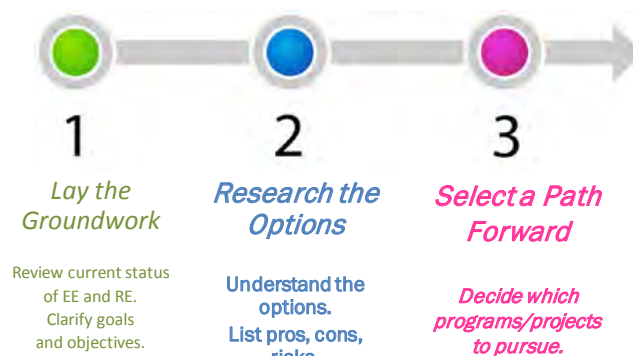 1
Lay the
Groundwork
Review current status
of EE and RE.
Clarify goals
and objectives.
2
Research the
Options
Understand the
options.
List pros, cons,
risks
3
Select a Path
Forward
Decide which
programs/projects
to pursue.